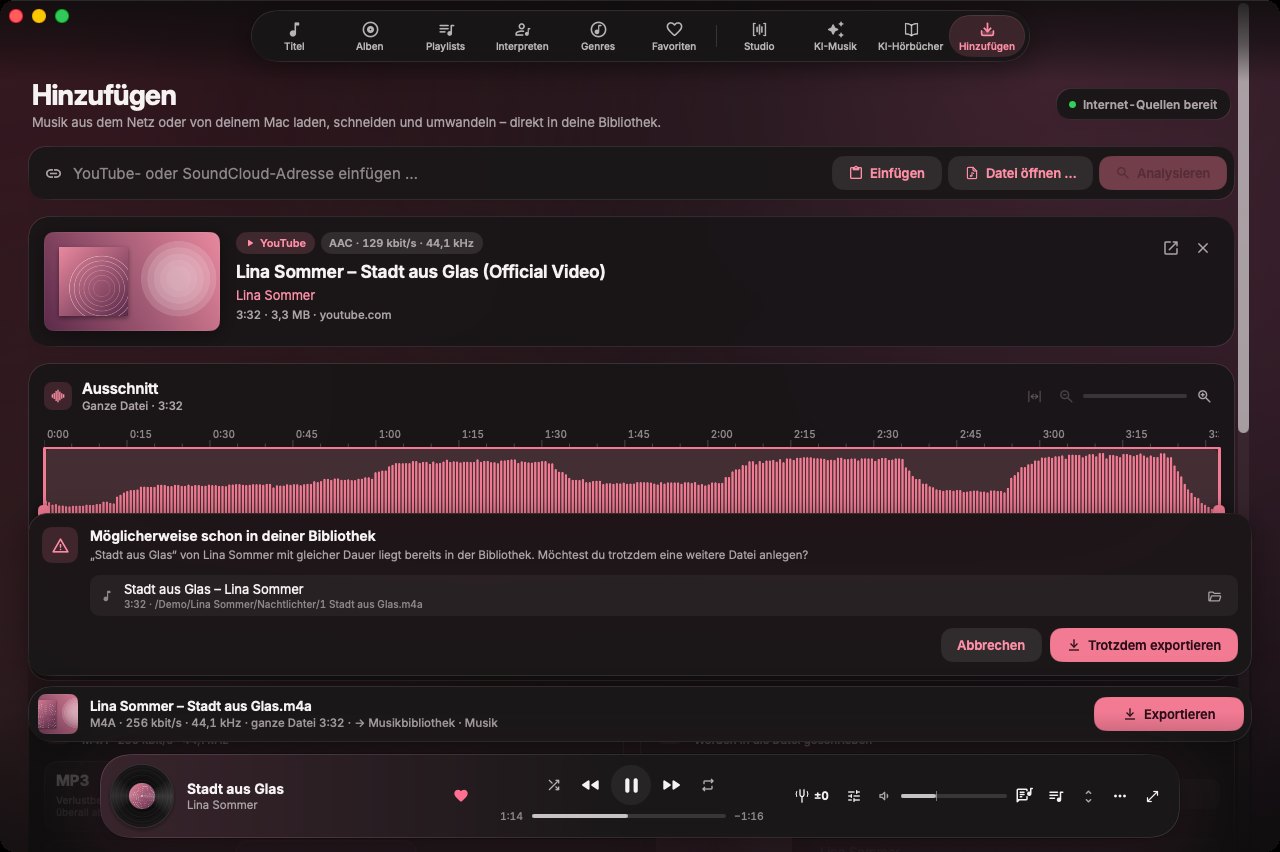 Titel
Alben
Playlists
Interpreten
Genres
Favoriten
Studio
KI-Musik
KI-Hörbücher
Hinzufügen
Hinzufügen
Musik aus dem Netz oder von deinem Mac laden, schneiden und umwandeln – direkt in deine Bibliothek.
Internet-Quellen bereit
YouTube- oder SoundCloud-Adresse einfügen ...
Einfügen
Datei öffnen ...
Analysieren
YouTube
AAC · 129 kbit/s · 44,1 kHz
Lina Sommer – Stadt aus Glas (Official Video)
Lina Sommer
3:32 · 3,3 MB · youtube.com
Ausschnitt
Ganze Datei · 3:32
0:00 0:15 0:30 0:45 1:00 1:15 1:30 1:45 2:00 2:15 2:30 2:45 3:00 3:15
Möglicherweise schon in deiner Bibliothek
„Stadt aus Glas“ von Lina Sommer mit gleicher Dauer liegt bereits in der Bibliothek. Möchtest du trotzdem eine weitere Datei anlegen?
Stadt aus Glas – Lina Sommer
3:32 · /Demo/Lina Sommer/Nachtlichter/1 Stadt aus Glas.m4a
Abbrechen
Trotzdem exportieren
Lina Sommer – Stadt aus Glas.m4a
M4A · 256 kbit/s · 44,1 kHz · ganze Datei 3:32 · → Musikbibliothek · Musik
Exportieren
MP3
Stadt aus Glas
Lina Sommer
1:14
−1:16
±0